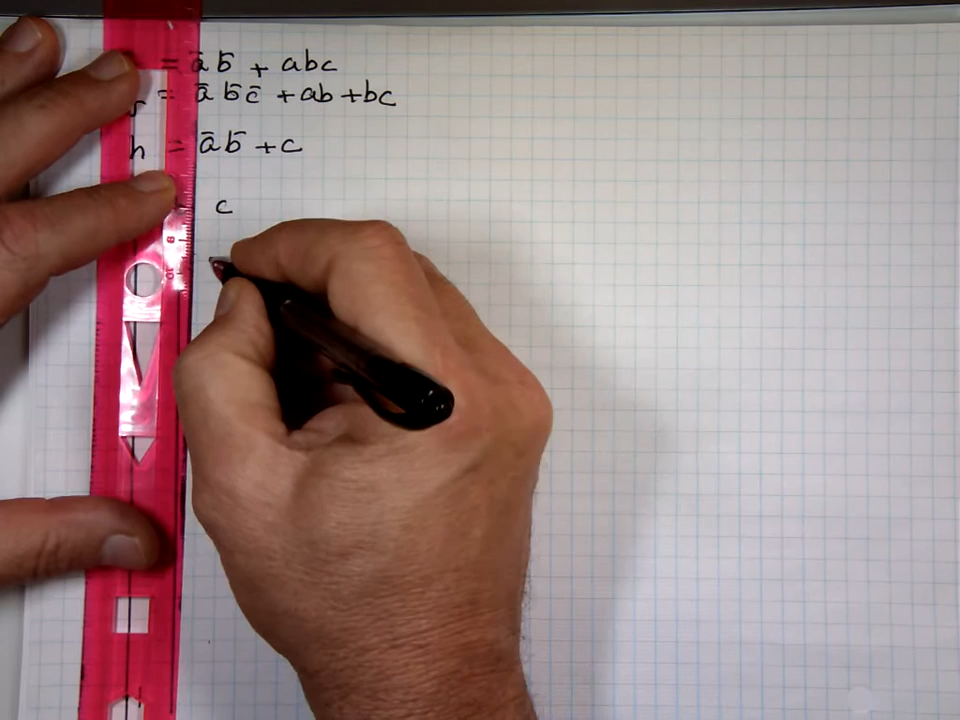 = a̅ b̅ + abc
= a̅ b̅ c̅ + ab + bc
h = a̅ b̅ + c
c